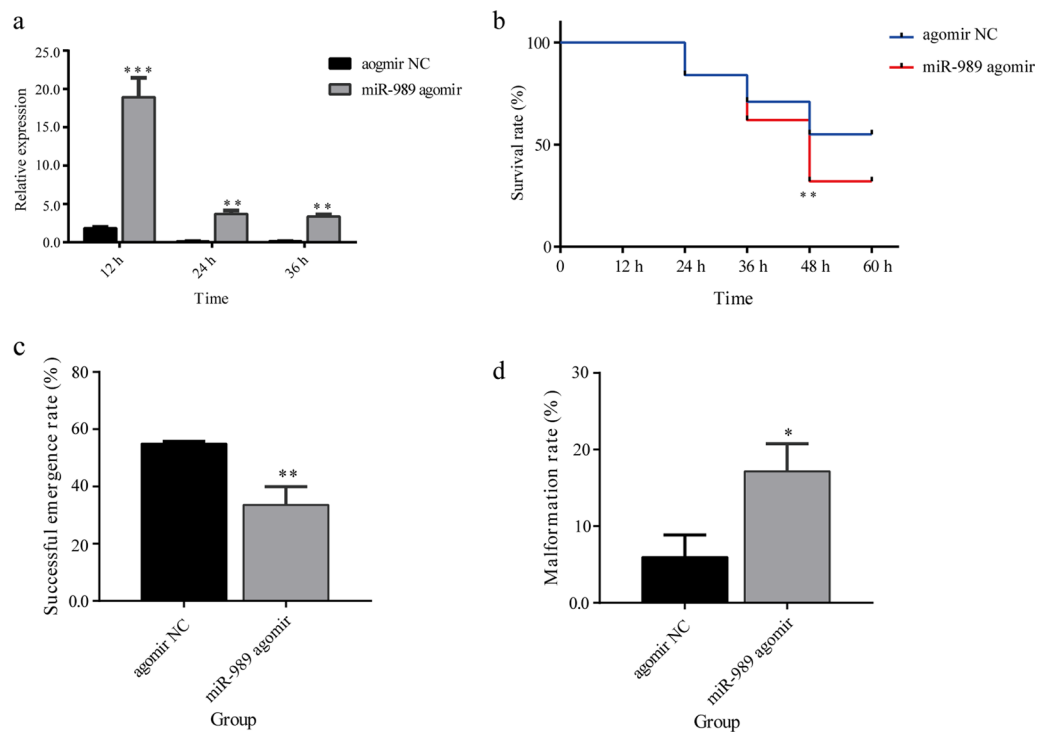 a
25.0
20.0
15.0
10.0
5.0
0.0
Relative expression
***
**
**
12 h
24 h
36 h
Time
aogmir NC
miR-989 agomir
b
100
50
0
Survival rate (%)
**
0
12 h
24 h
36 h
48 h
60 h
Time
agomir NC
miR-989 agomir
c
80
60
40
20
0.0
Successful emergence rate (%)
**
agomir NC
miR-989 agomir
Group
d
30
20
10
0.0
Malformation rate (%)
*
agomir NC
miR-989 agomir
Group